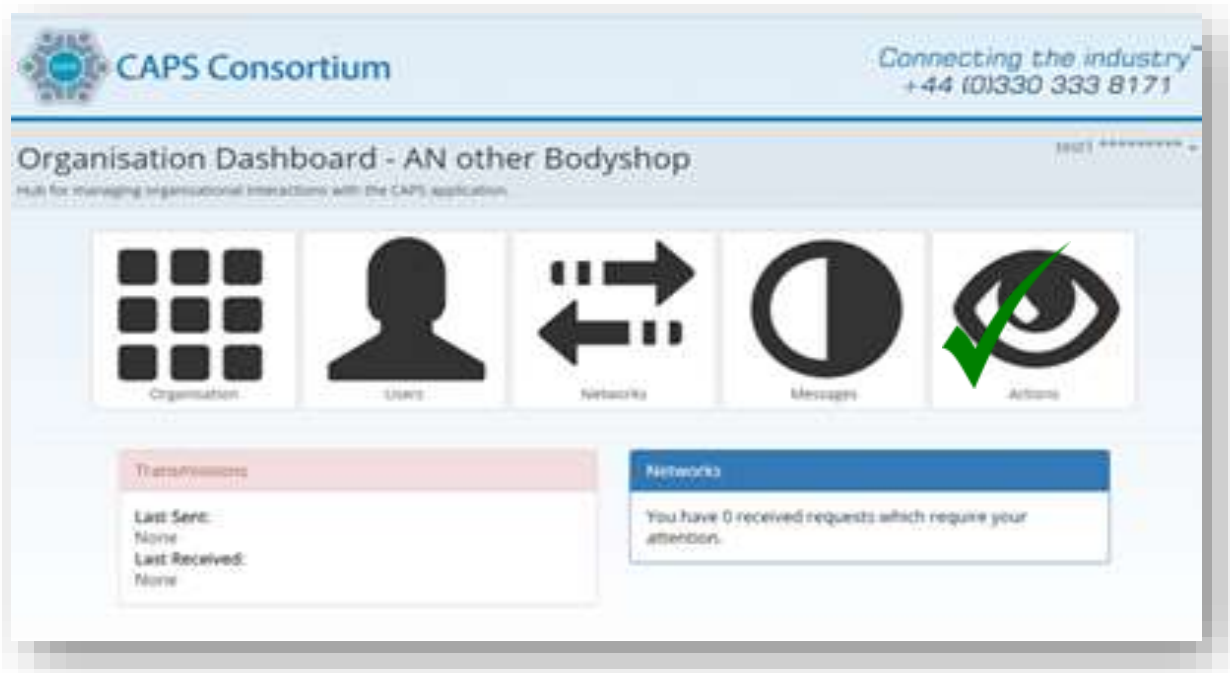 CAPS Consortium
Connecting the industry™
+44 (0)330 333 8171
Organisation Dashboard - AN other Bodyshop
test1 *********
Hub for managing organisational interactions with the CAPS application.
Organisation
Users
Networks
Messages
Actions
Transmissions
Last Sent:
None
Last Received:
None
Networks
You have 0 received requests which require your
attention.